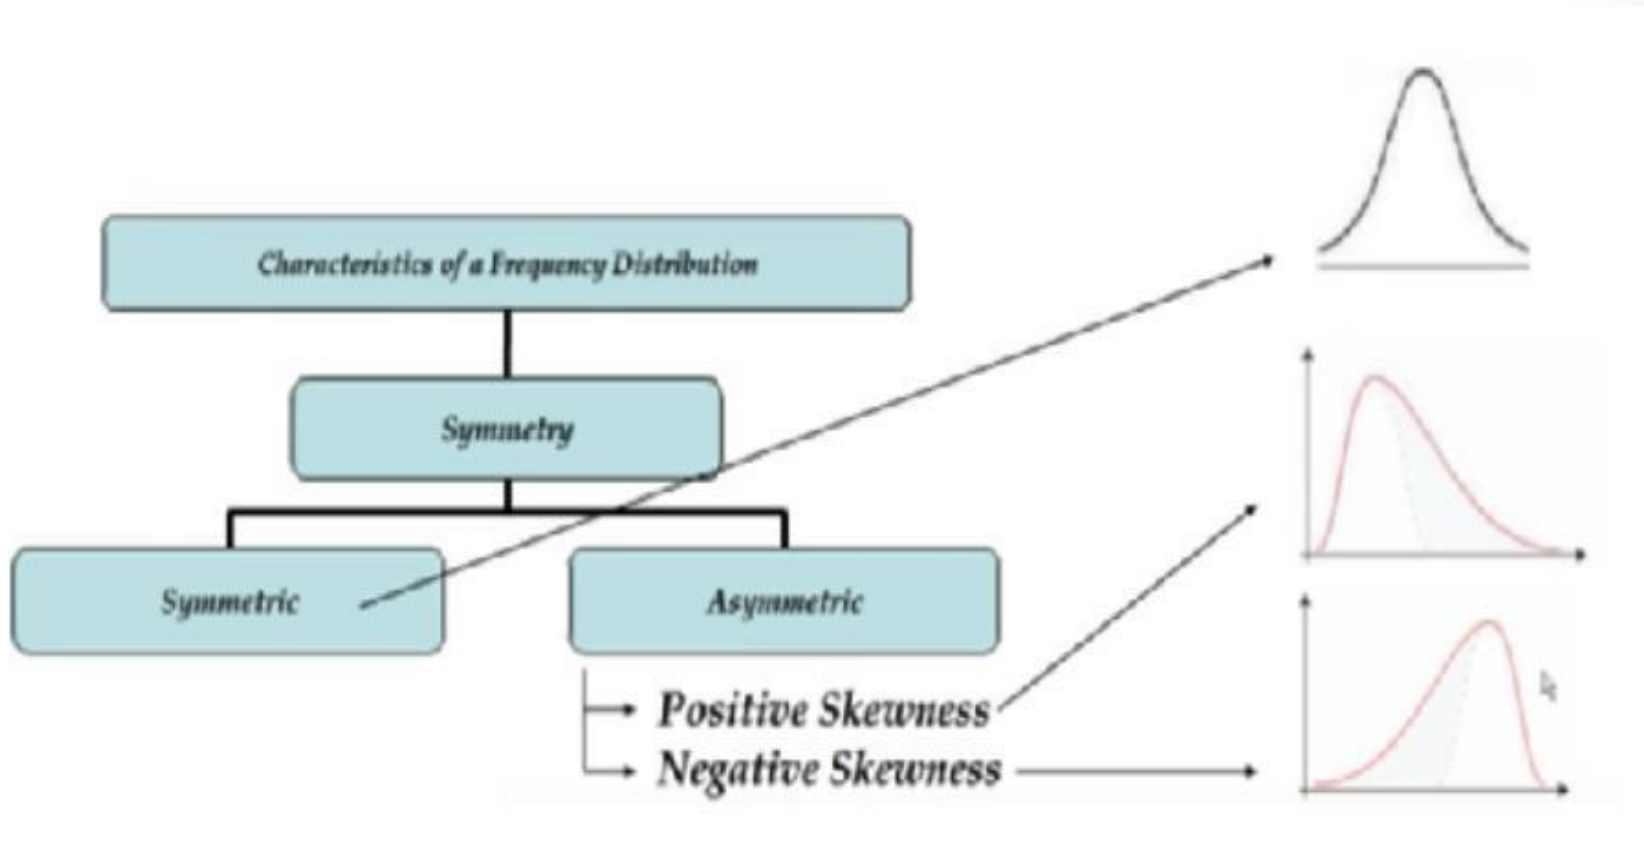 Characteristics of a Frequency Distribution
Symmetry
Symmetric
Asymmetric
Positive Skewness
Negative Skewness